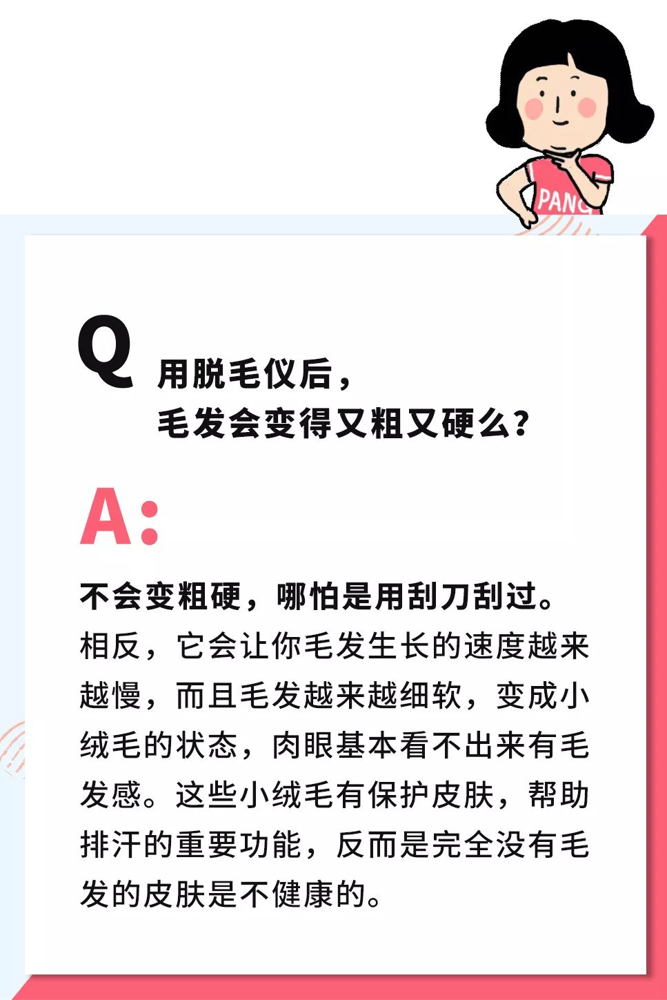 PANG
Q
用脱毛仪后，
毛发会变得又粗又硬么？
A:
不会变粗硬，哪怕是用刮刀刮过。
相反，它会让你毛发生长的速度越来
越慢，而且毛发越来越细软，变成小
绒毛的状态，肉眼基本看不出来有毛
发感。这些小绒毛有保护皮肤，帮助
排汗的重要功能，反而是完全没有毛
发的皮肤是不健康的。